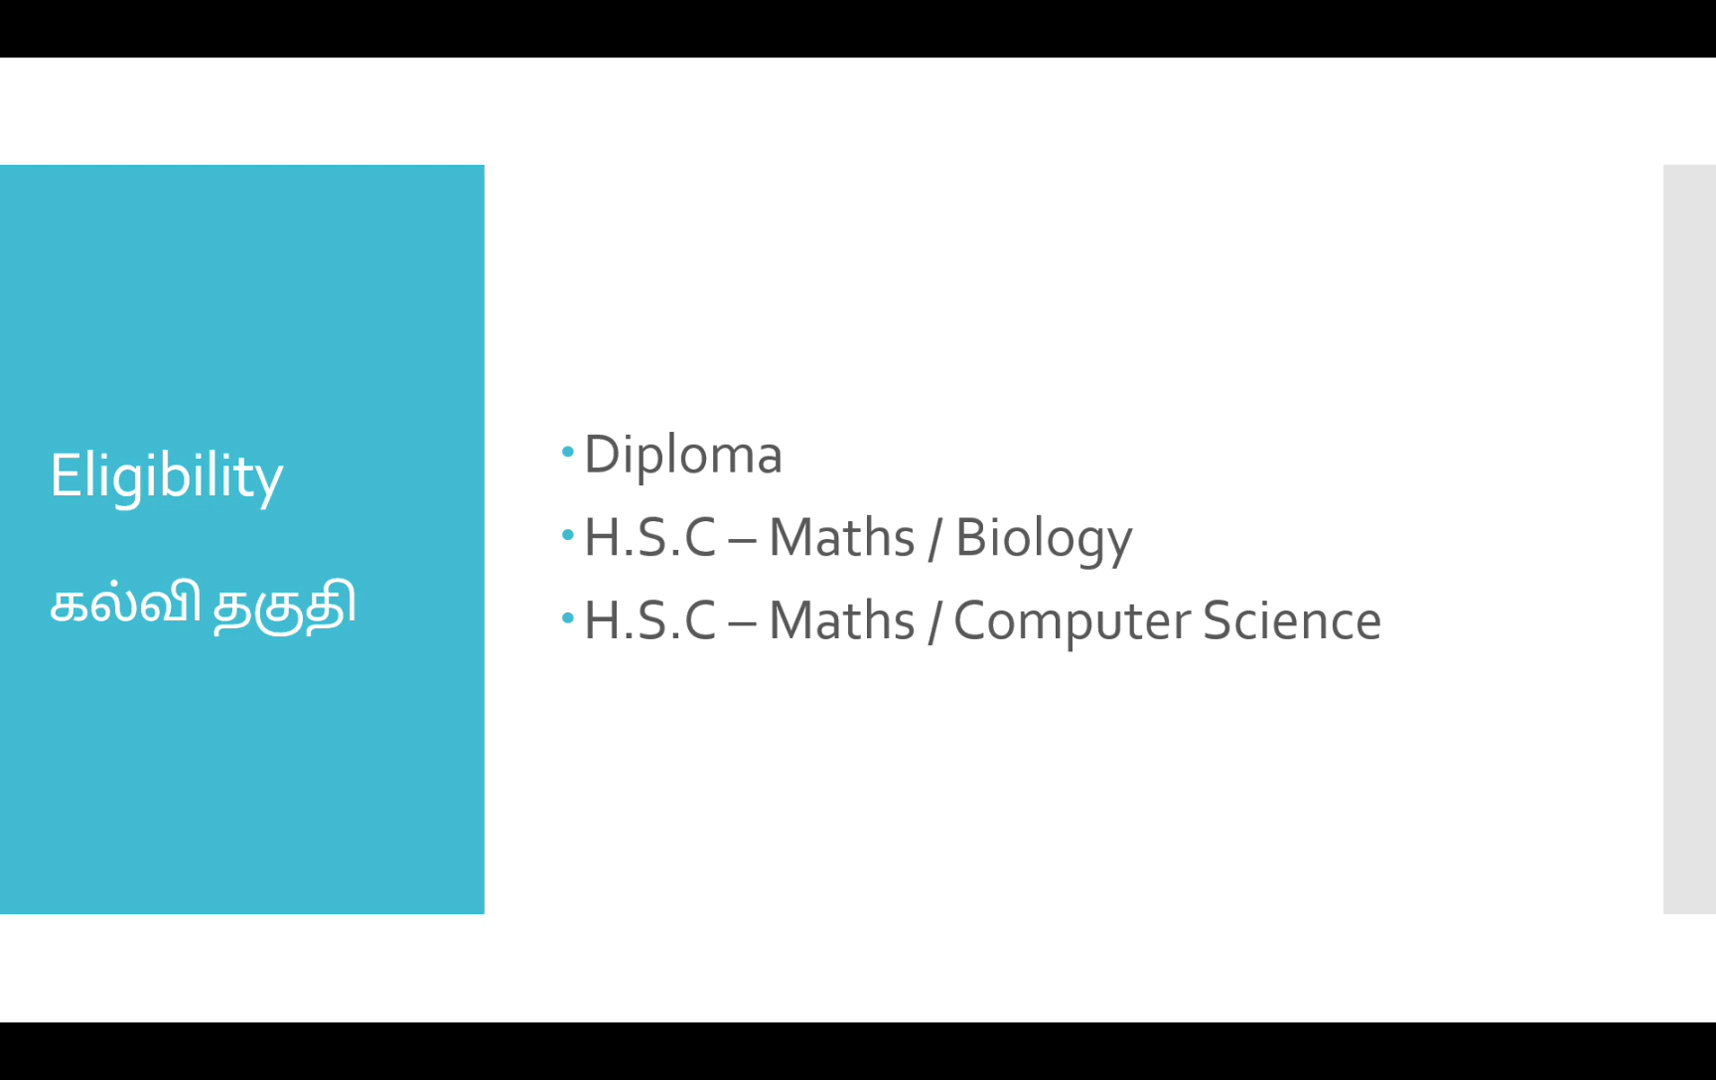 Eligibility
கல்வி தகுதி
Diploma
H.S.C – Maths / Biology
H.S.C – Maths / Computer Science